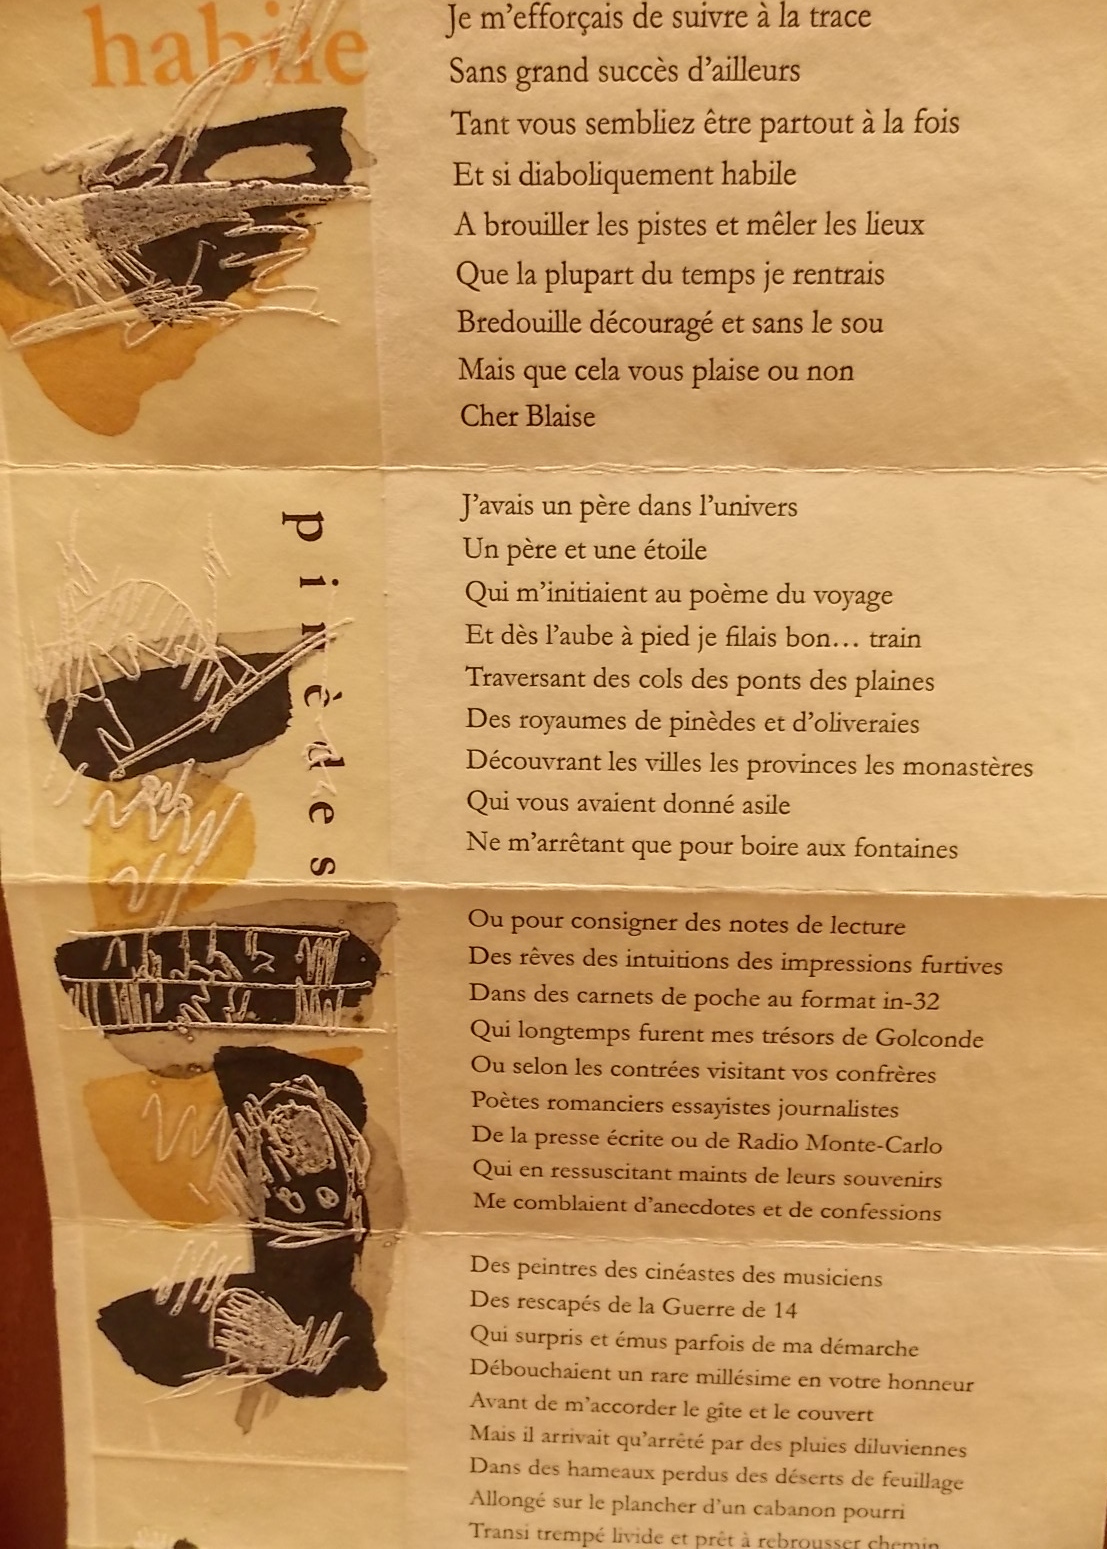 habile
Je m'efforçais de suivre à la trace
Sans grand succès d'ailleurs
Tant vous sembliez être partout à la fois
Et si diaboliquement habile
A brouiller les pistes et mêler les lieux
Que la plupart du temps je rentrais
Bredouille découragé et sans le sou
Mais que cela vous plaise ou non
Cher Blaise
pinèdes
J'avais un père dans l'univers
Un père et une étoile
Qui m'initiaient au poème du voyage
Et dès l'aube à pied je filais bon... train
Traversant des cols des ponts des plaines
Des royaumes de pinèdes et d'oliveraies
Découvrant les villes les provinces les monastères
Qui vous avaient donné asile
Ne m'arrêtant que pour boire aux fontaines
Ou pour consigner des notes de lecture
Des rêves des intuitions des impressions furtives
Dans des carnets de poche au format in-32
Qui longtemps furent mes trésors de Golconde
Ou selon les contrées visitant vos confrères
Poètes romanciers essayistes journalistes
De la presse écrite ou de Radio Monte-Carlo
Qui en ressuscitant maints de leurs souvenirs
Me comblaient d'anecdotes et de confessions
Des peintres des cinéastes des musiciens
Des rescapés de la Guerre de 14
Qui surpris et émus parfois de ma démarche
Débouchaient un rare millésime en votre honneur
Avant de m'accorder le gîte et le couvert
Mais il arrivait qu'arrêté par des pluies diluviennes
Dans des hameaux perdus des déserts de feuillage
Allongé sur le plancher d'un cabanon pourri
Transi trempé livide et prêt à rebrousser chemin